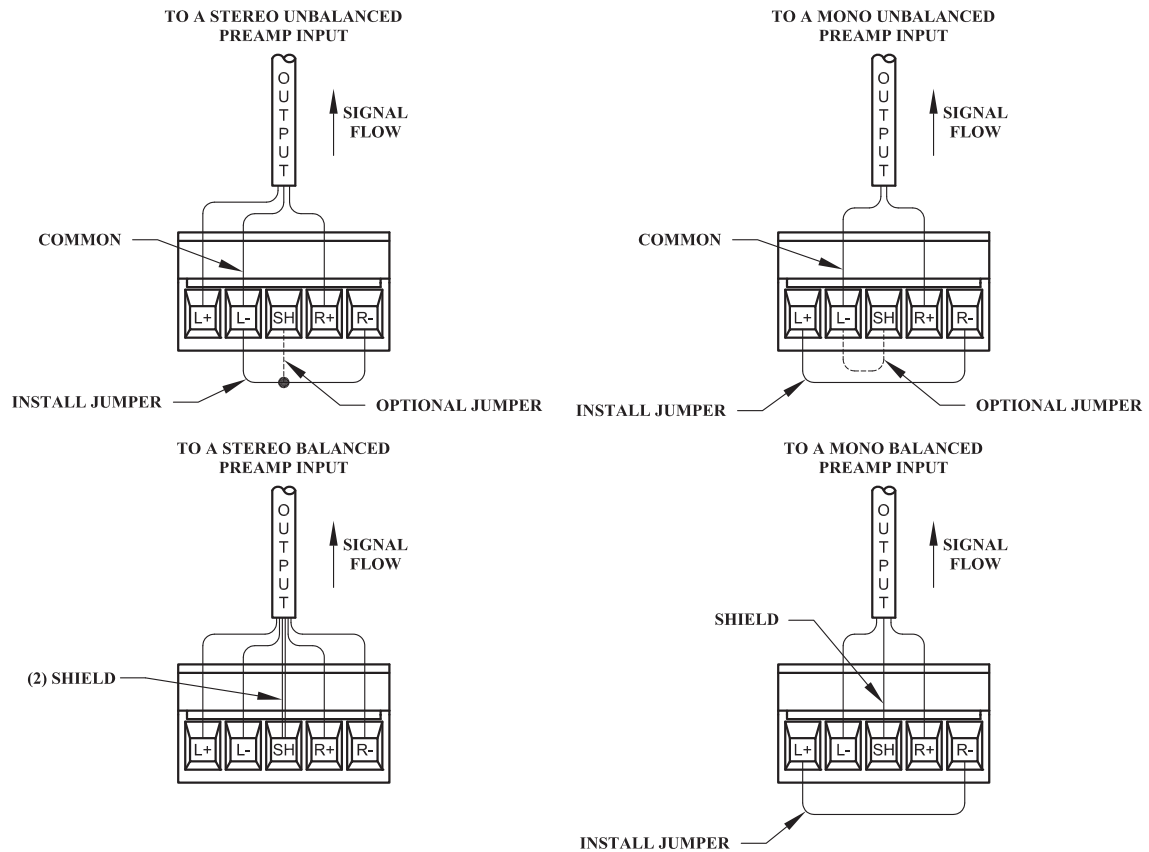 TO A STEREO UNBALANCED
PREAMP INPUT
OUTPUT
SIGNAL
FLOW
COMMON
L+ L- SH R+ R-
INSTALL JUMPER
OPTIONAL JUMPER
TO A MONO UNBALANCED
PREAMP INPUT
OUTPUT
SIGNAL
FLOW
COMMON
L+ L- SH R+ R-
INSTALL JUMPER
OPTIONAL JUMPER
TO A STEREO BALANCED
PREAMP INPUT
OUTPUT
SIGNAL
FLOW
(2) SHIELD
L+ L- SH R+ R-
TO A MONO BALANCED
PREAMP INPUT
OUTPUT
SIGNAL
FLOW
SHIELD
L+ L- SH R+ R-
INSTALL JUMPER